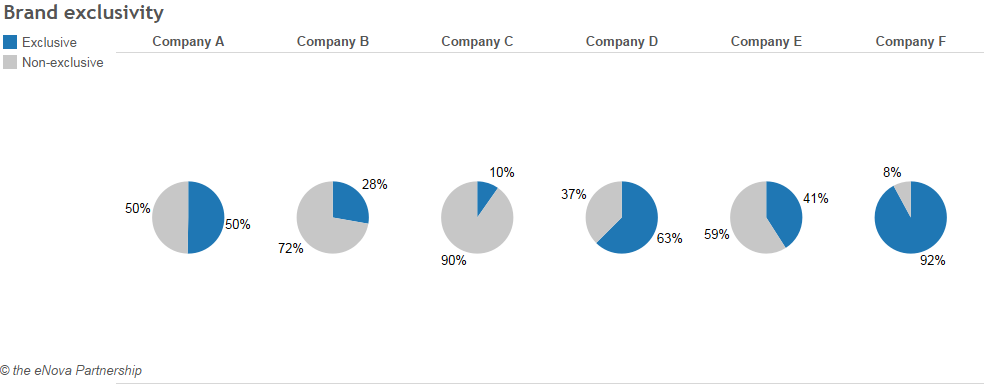 Brand exclusivity
Exclusive
Non-exclusive
Company A Company B Company C Company D Company E Company F
50% 50%
28% 72%
10% 90%
37% 63%
41% 59%
8% 92%
© the eNova Partnership